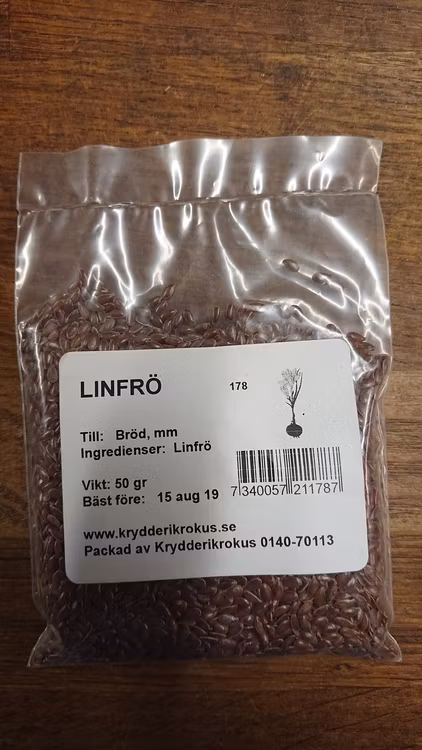 LINFRÖ
178
Till: Bröd, mm
Ingredienser: Linfrö
Vikt: 50 gr
Bäst före: 15 aug 19
7 340057 211787
www.krydderikrokus.se
Packad av Krydderikrokus 0140-70113